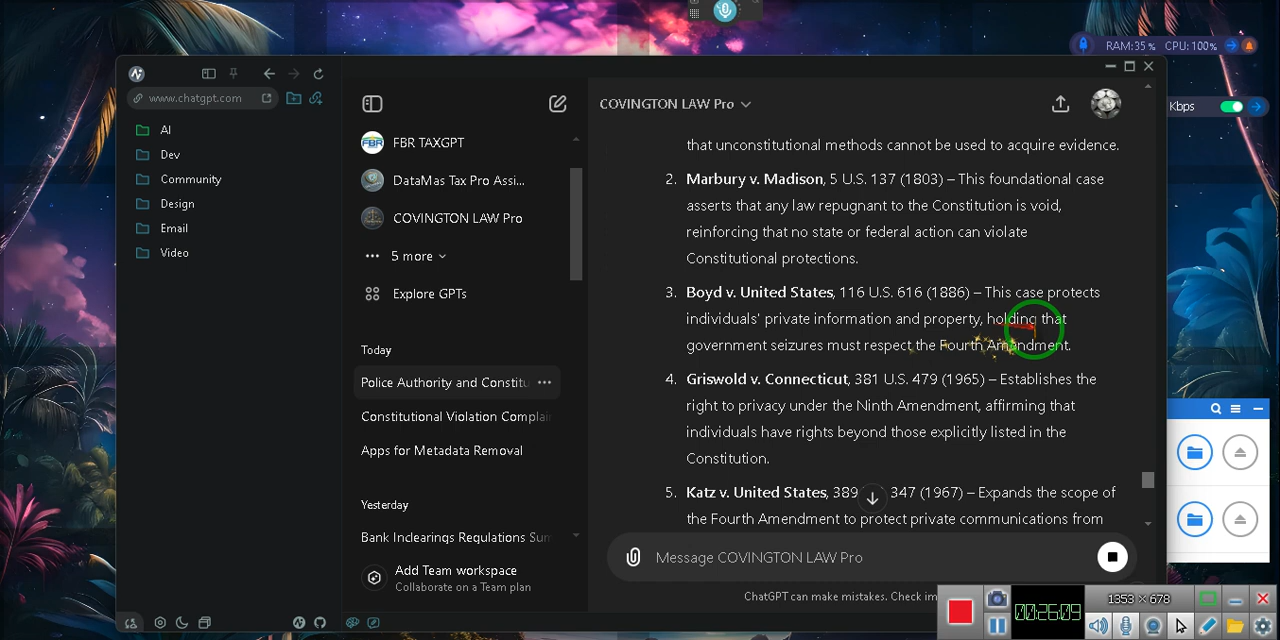 RAM:35 % CPU: 100%
www.chatgpt.com
COVINGTON LAW Pro
Kbps
AI
Dev
Community
Design
Email
Video
FBR TAXGPT
DataMas Tax Pro Assi...
COVINGTON LAW Pro
5 more
Explore GPTs
Today
Police Authority and Constitu
Constitutional Violation Complain
Apps for Metadata Removal
Yesterday
Bank Inclearings Regulations Sum
Add Team workspace
Collaborate on a Team plan
that unconstitutional methods cannot be used to acquire evidence.
2. Marbury v. Madison, 5 U.S. 137 (1803) – This foundational case
asserts that any law repugnant to the Constitution is void,
reinforcing that no state or federal action can violate
Constitutional protections.
3. Boyd v. United States, 116 U.S. 616 (1886) – This case protects
individuals' private information and property, holding that
government seizures must respect the Fourth Amendment.
4. Griswold v. Connecticut, 381 U.S. 479 (1965) – Establishes the
right to privacy under the Ninth Amendment, affirming that
individuals have rights beyond those explicitly listed in the
Constitution.
5. Katz v. United States, 389 347 (1967) – Expands the scope of
the Fourth Amendment to protect private communications from
Message COVINGTON LAW Pro
ChatGPT can make mistakes. Check im
FBR
00:26:09
1353 × 678